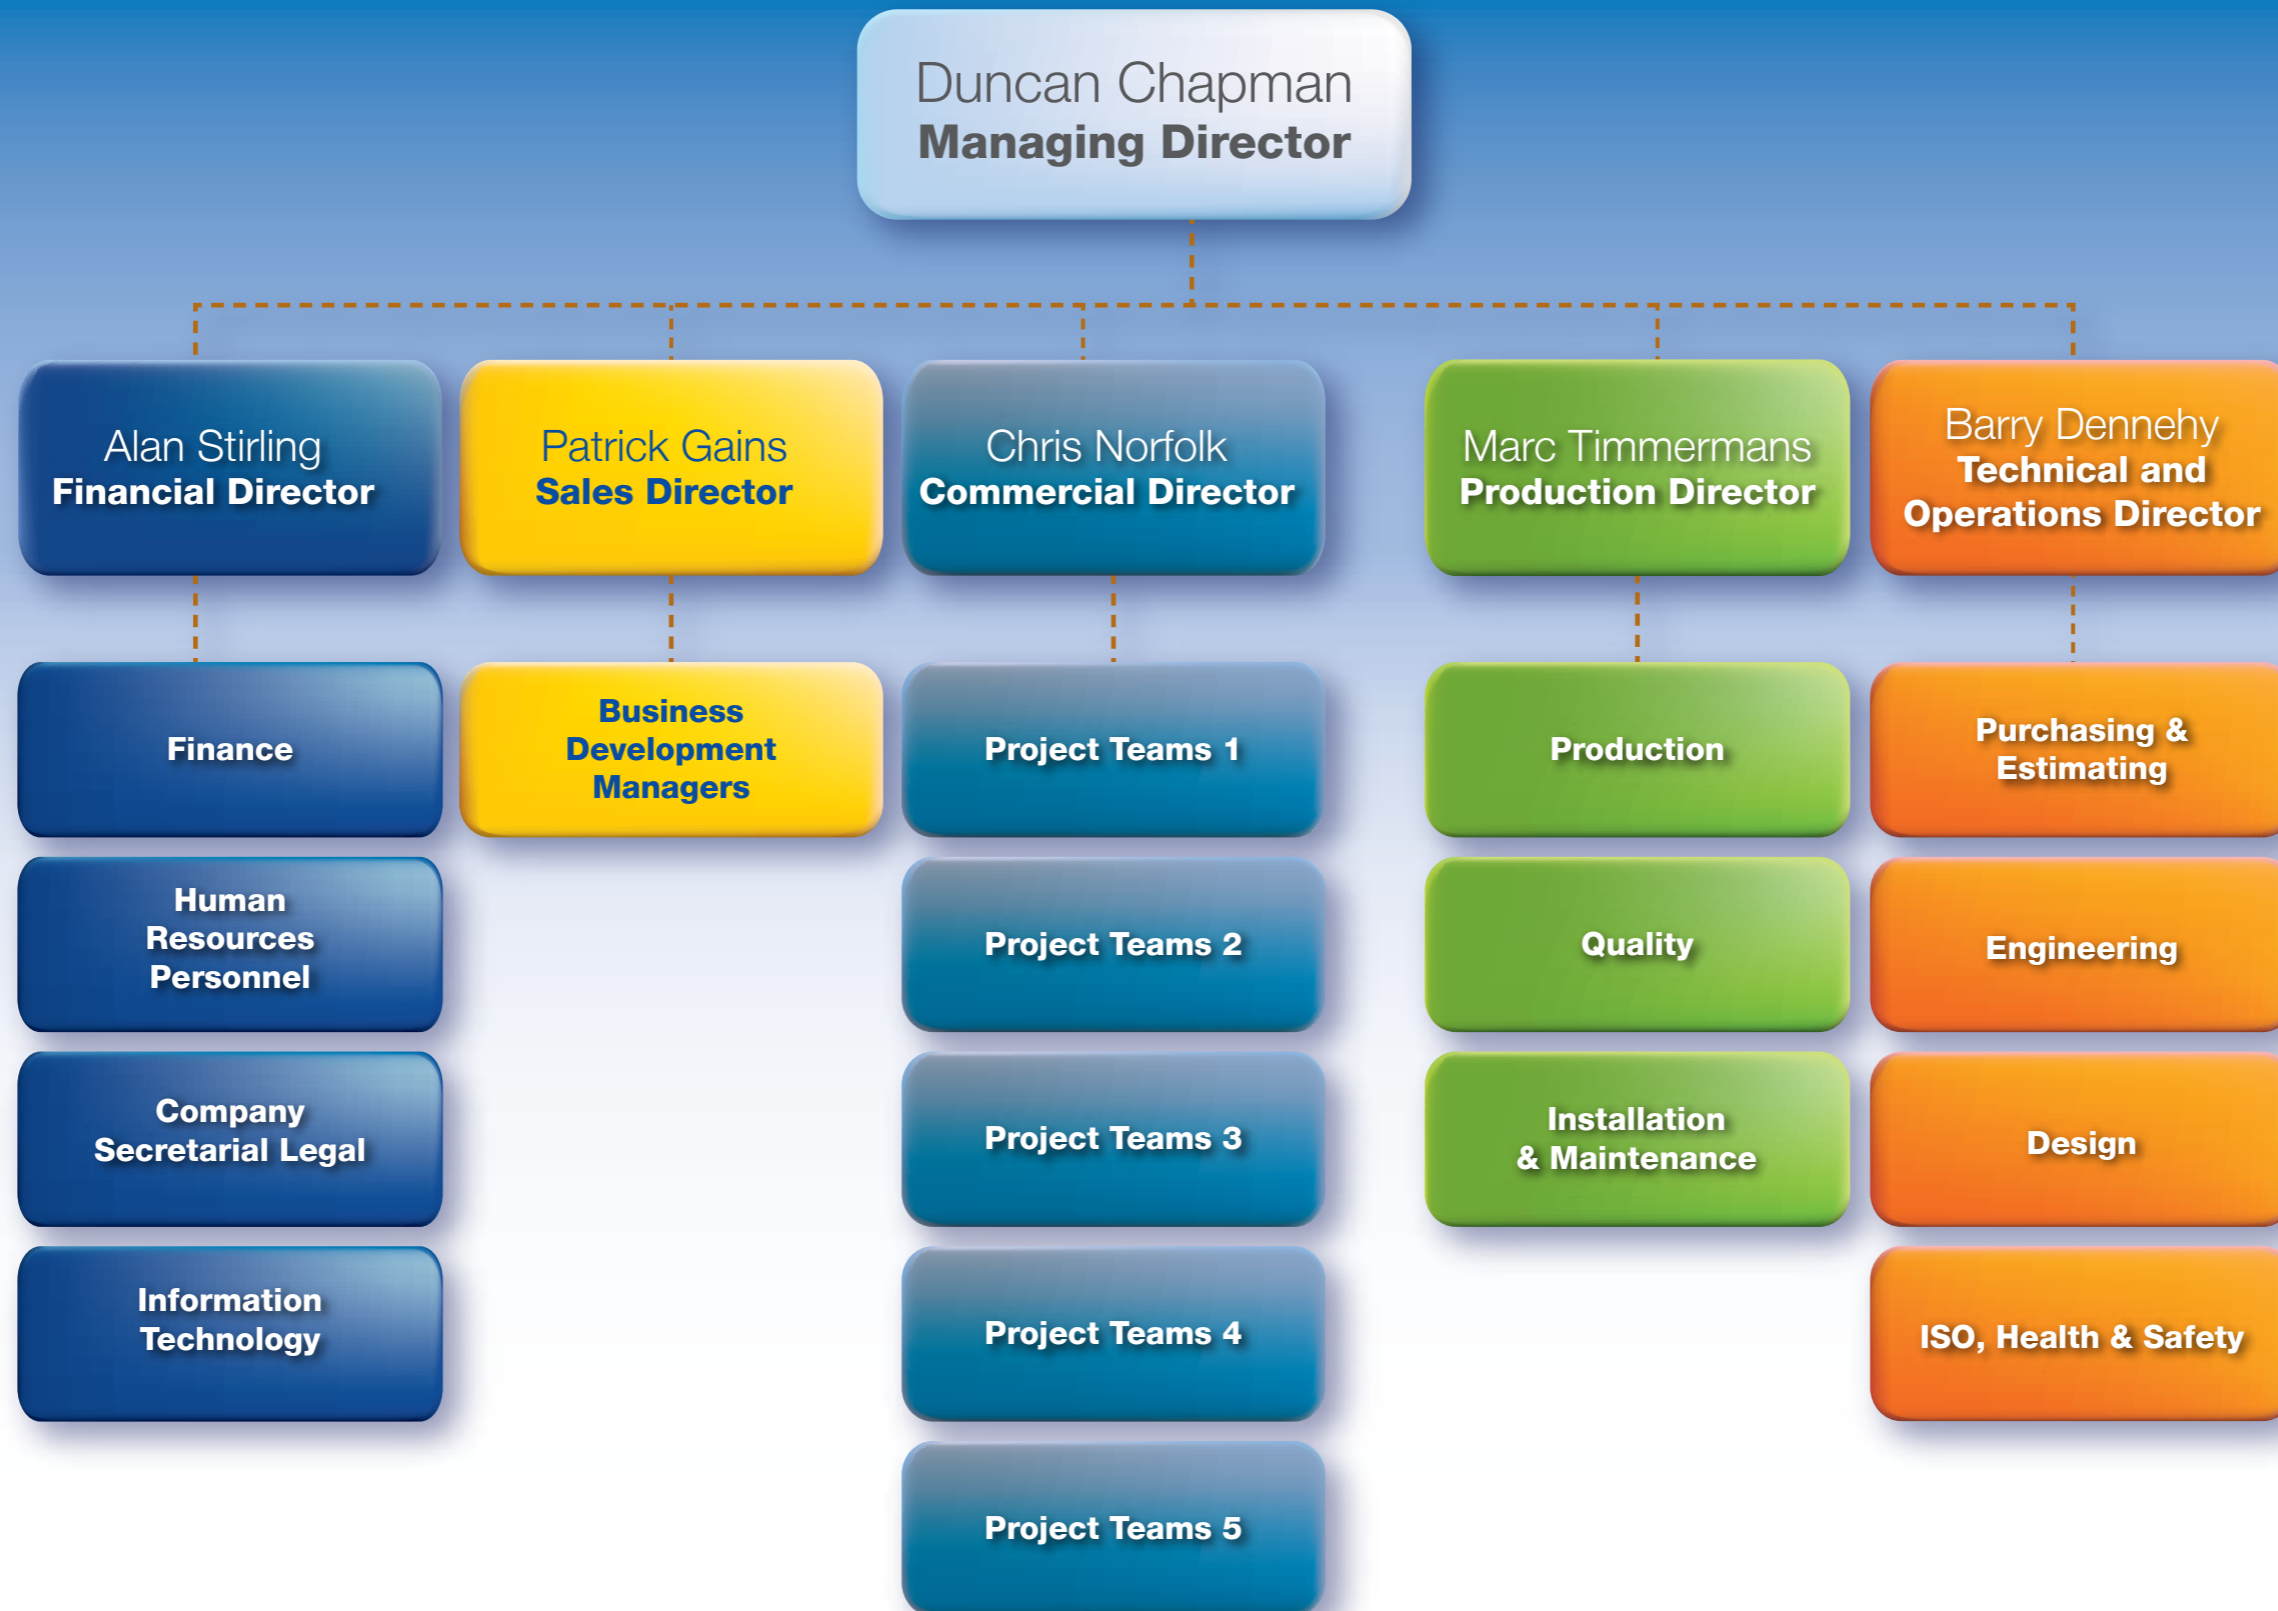 Duncan Chapman
Managing Director
Alan Stirling
Financial Director
Patrick Gains
Sales Director
Chris Norfolk
Commercial Director
Marc Timmermans
Production Director
Barry Dennehy
Technical and
Operations Director
Finance
Human
Resources
Personnel
Company
Secretarial Legal
Information
Technology
Business
Development
Managers
Project Teams 1
Project Teams 2
Project Teams 3
Project Teams 4
Project Teams 5
Production
Quality
Installation
& Maintenance
Purchasing &
Estimating
Engineering
Design
ISO, Health & Safety